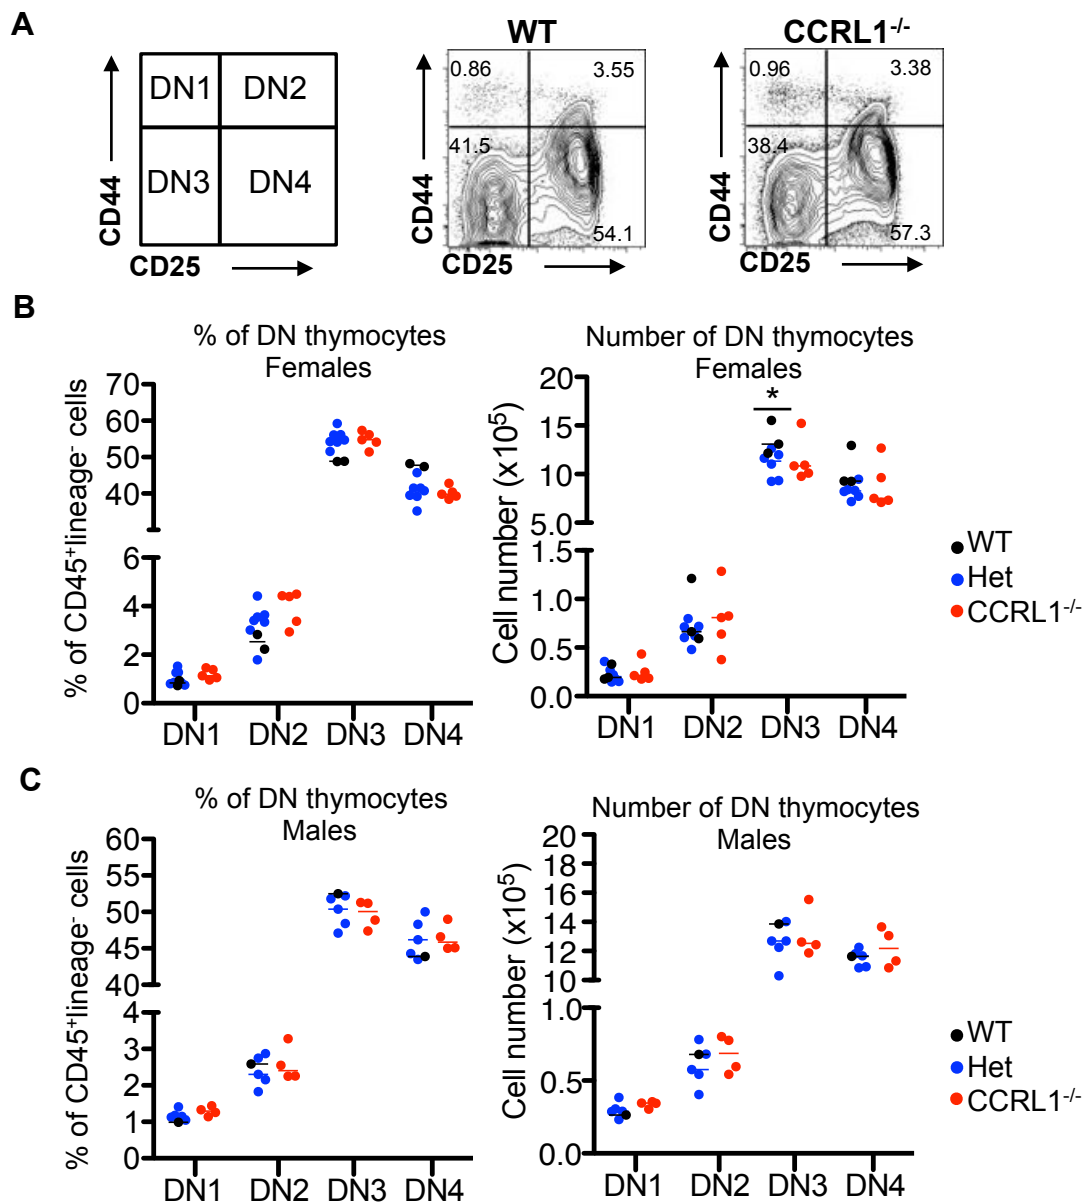 A
WT
CCRL1-/-
DN1
DN2
DN3
DN4
CD44
CD25
0.86
3.55
41.5
54.1
CD44
CD25
0.96
3.38
38.4
57.3
CD44
CD25
B
% of DN thymocytes
Females
% of CD45+lineage- cells
70
60
50
40
6
4
2
0
DN1
DN2
DN3
DN4
Number of DN thymocytes
Females
Cell number (x10⁵)
20
15
10
5.0
1.5
1.0
0.5
0.0
*
DN1
DN2
DN3
DN4
WT
Het
CCRL1-/-
C
% of DN thymocytes
Males
% of CD45+lineage- cells
60
55
50
45
40
4
3
2
1
0
DN1
DN2
DN3
DN4
Number of DN thymocytes
Males
Cell number (x10⁵)
20
18
16
14
12
10
1.0
0.5
0.0
DN1
DN2
DN3
DN4
WT
Het
CCRL1-/-